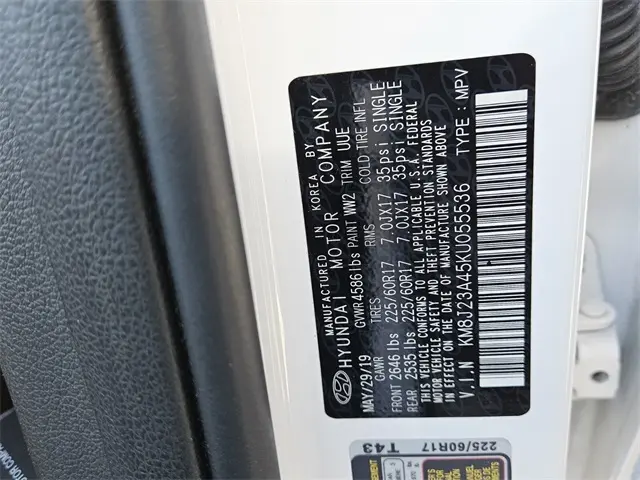 MANUFACTURED IN KOREA BY
HYUNDAI MOTOR COMPANY
MAY/29/19 GVWR 4586 lbs PAINT WW2 TRIM UUE
GAWR TIRES RIMS COLD TIRE INFL
FRONT 2646 lbs 225/60R17 7.0JX17 35psi SINGLE
REAR 2535 lbs 225/60R17 7.0JX17 35psi SINGLE
THIS VEHICLE CONFORMS TO ALL APPLICABLE U.S.A. FEDERAL
MOTOR VEHICLE SAFETY AND THEFT PREVENTION STANDARDS
IN EFFECT ON THE DATE OF MANUFACTURE SHOWN ABOVE
V.I.N KM8J23A45KU055536 TYPE : MPV
225/60R17
T43